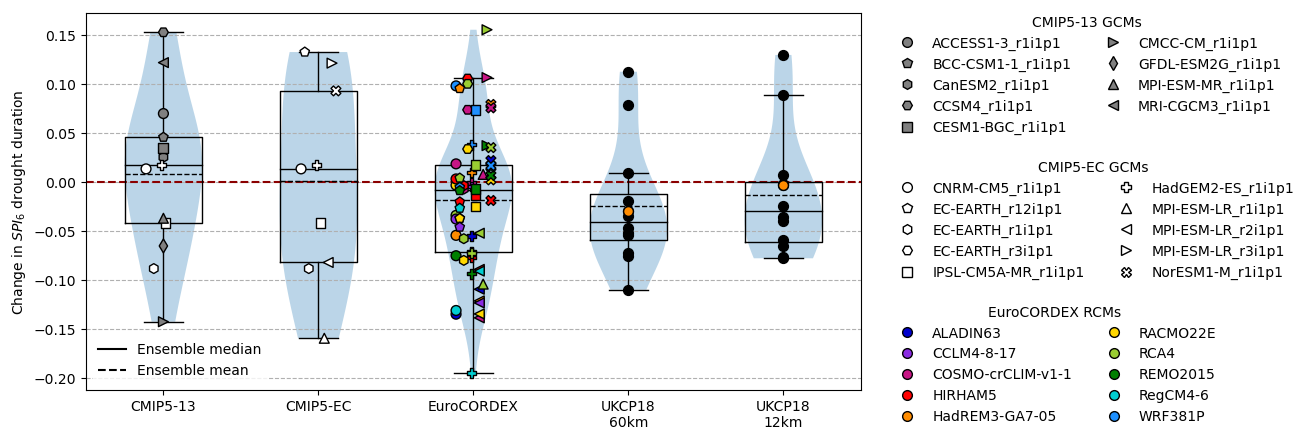 Change in SPI6 drought duration
0.15
0.10
0.05
0.00
−0.05
−0.10
−0.15
−0.20
Ensemble median
Ensemble mean
CMIP5-13
CMIP5-EC
EuroCORDEX
UKCP18
60km
UKCP18
12km
CMIP5-13 GCMs
ACCESS1-3_r1i1p1
BCC-CSM1-1_r1i1p1
CanESM2_r1i1p1
CCSM4_r1i1p1
CESM1-BGC_r1i1p1
CMCC-CM_r1i1p1
GFDL-ESM2G_r1i1p1
MPI-ESM-MR_r1i1p1
MRI-CGCM3_r1i1p1
CMIP5-EC GCMs
CNRM-CM5_r1i1p1
EC-EARTH_r12i1p1
EC-EARTH_r1i1p1
EC-EARTH_r3i1p1
IPSL-CM5A-MR_r1i1p1
HadGEM2-ES_r1i1p1
MPI-ESM-LR_r1i1p1
MPI-ESM-LR_r2i1p1
MPI-ESM-LR_r3i1p1
NorESM1-M_r1i1p1
EuroCORDEX RCMs
ALADIN63
CCLM4-8-17
COSMO-crCLIM-v1-1
HIRHAM5
HadREM3-GA7-05
RACMO22E
RCA4
REMO2015
RegCM4-6
WRF381P